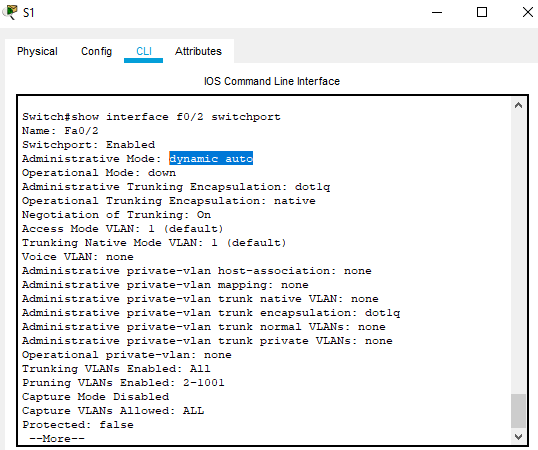 S1
Physical Config CLI Attributes
IOS Command Line Interface
Switch#show interface f0/2 switchport
Name: Fa0/2
Switchport: Enabled
Administrative Mode: dynamic auto
Operational Mode: down
Administrative Trunking Encapsulation: dot1q
Operational Trunking Encapsulation: native
Negotiation of Trunking: On
Access Mode VLAN: 1 (default)
Trunking Native Mode VLAN: 1 (default)
Voice VLAN: none
Administrative private-vlan host-association: none
Administrative private-vlan mapping: none
Administrative private-vlan trunk native VLAN: none
Administrative private-vlan trunk encapsulation: dot1q
Administrative private-vlan trunk normal VLANs: none
Administrative private-vlan trunk private VLANs: none
Operational private-vlan: none
Trunking VLANs Enabled: All
Pruning VLANs Enabled: 2-1001
Capture Mode Disabled
Capture VLANs Allowed: ALL
Protected: false
--More--